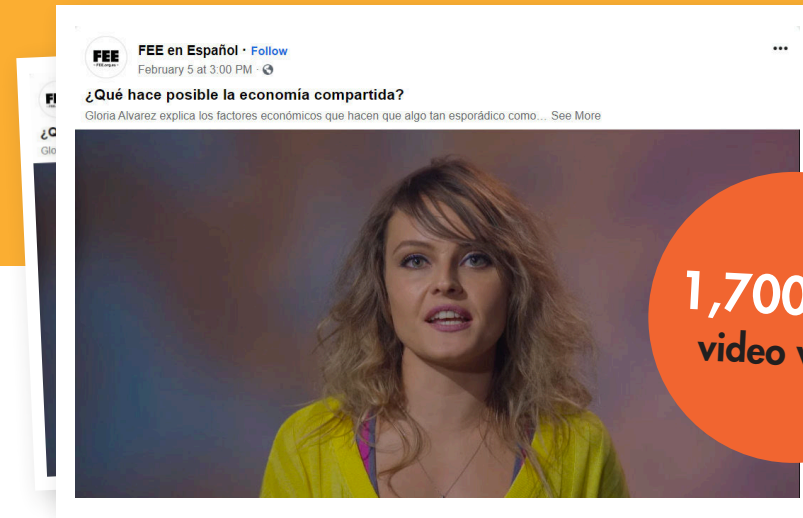 FEE
FEE en Español · Follow
February 5 at 3:00 PM ·
¿Qué hace posible la economía compartida?
Gloria Alvarez explica los factores económicos que hacen que algo tan esporádico como… See More
¿Q
Glo
1,700
video